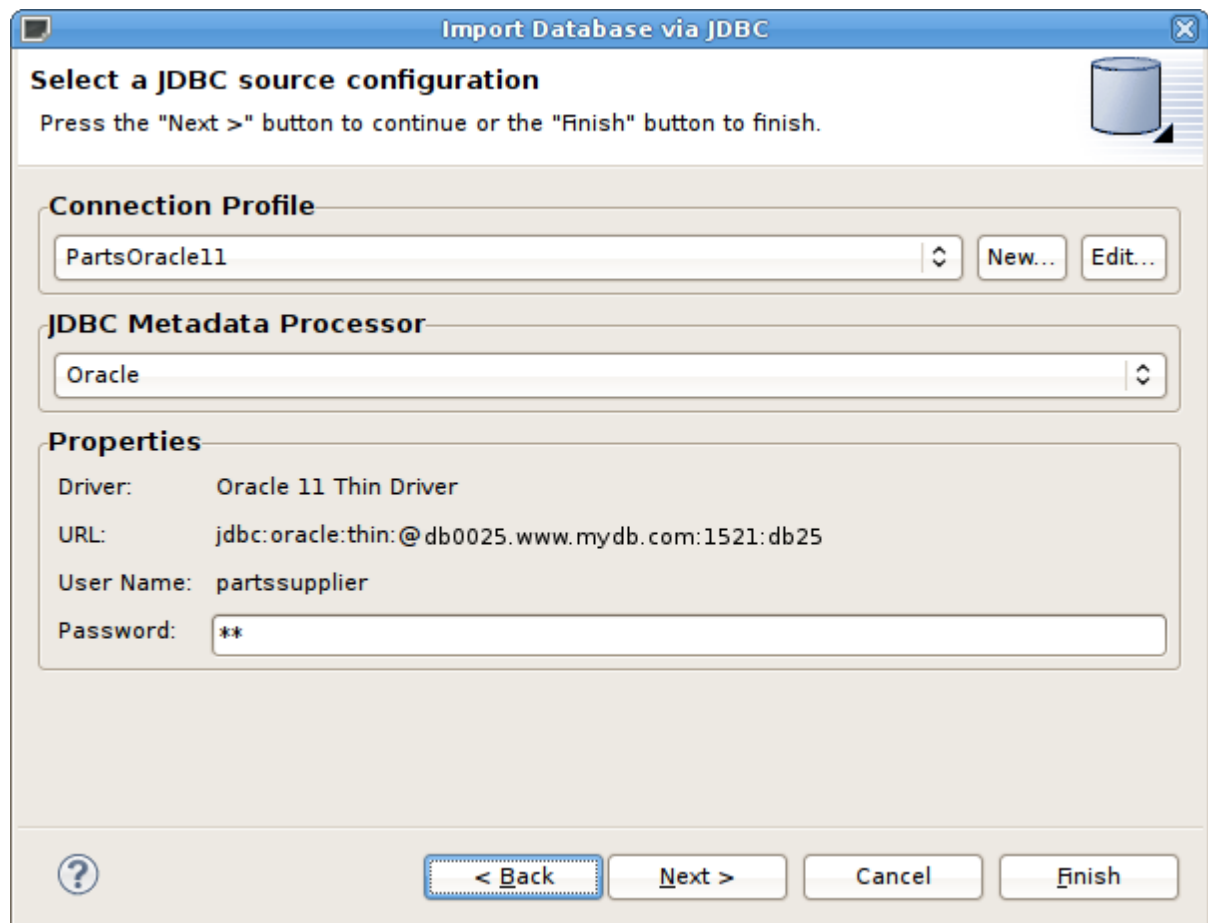 Import Database via JDBC
Select a JDBC source configuration
Press the "Next >" button to continue or the "Finish" button to finish.
Connection Profile
PartsOracle11
New...
Edit...
JDBC Metadata Processor
Oracle
Properties
Driver: Oracle 11 Thin Driver
URL: jdbc:oracle:thin:@db0025.www.mydb.com:1521:db25
User Name: partssupplier
Password: **
? < Back Next > Cancel Finish